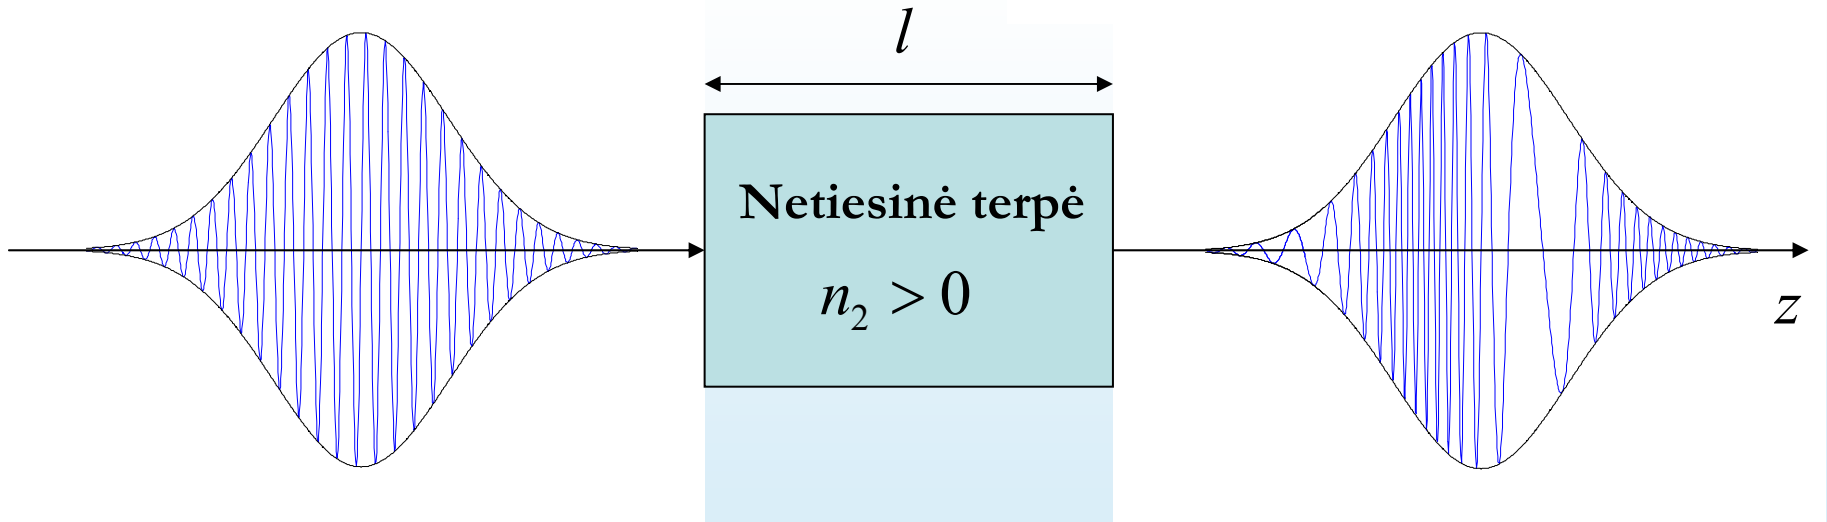 l
Netiesinė terpė
n₂ > 0
z